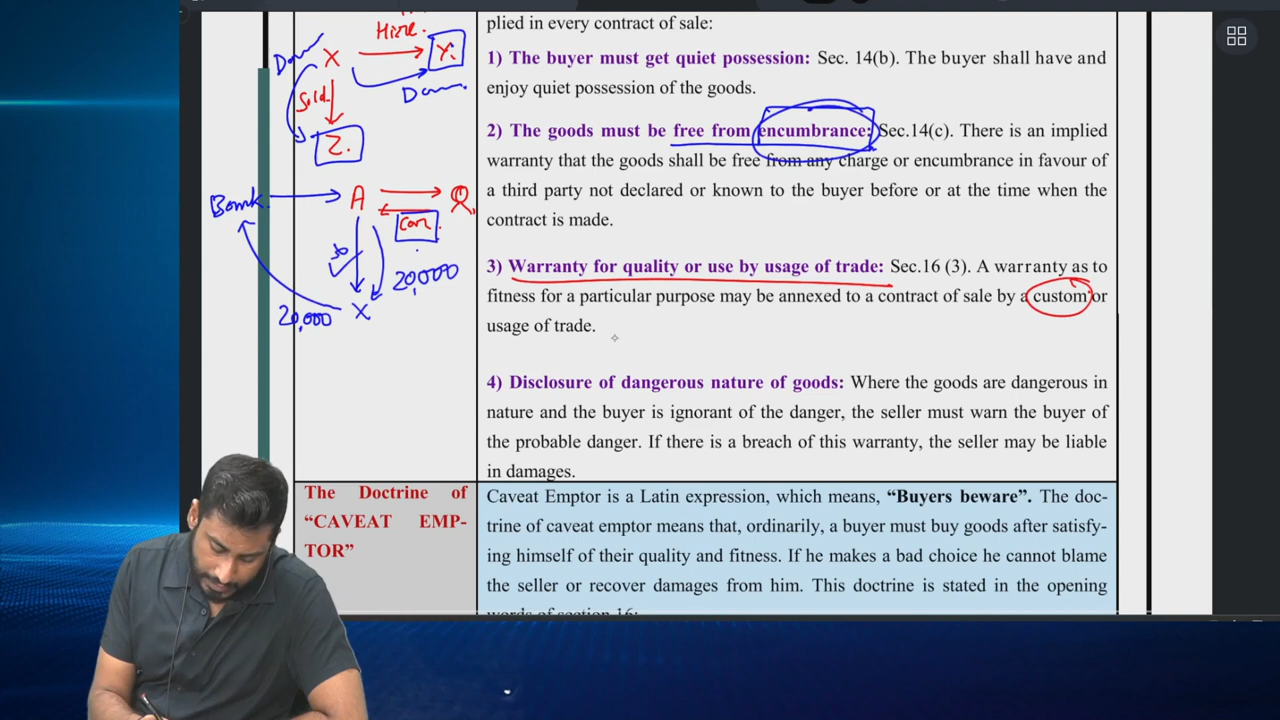 plied in every contract of sale:
1) The buyer must get quiet possession: Sec. 14(b). The buyer shall have and
enjoy quiet possession of the goods.
2) The goods must be free from encumbrance: Sec.14(c). There is an implied
warranty that the goods shall be free from any charge or encumbrance in favour of
a third party not declared or known to the buyer before or at the time when the
contract is made.
3) Warranty for quality or use by usage of trade: Sec.16 (3). A warranty as to
fitness for a particular purpose may be annexed to a contract of sale by a custom or
usage of trade.
4) Disclosure of dangerous nature of goods: Where the goods are dangerous in
nature and the buyer is ignorant of the danger, the seller must warn the buyer of
the probable danger. If there is a breach of this warranty, the seller may be liable
in damages.
Hire.
X
Y.
Sold.
Z.
Bank.
A
Car.
20,000
X
20,000
The Doctrine of
“CAVEAT EMP-
TOR”
Caveat Emptor is a Latin expression, which means, “Buyers beware”. The doc-
trine of caveat emptor means that, ordinarily, a buyer must buy goods after satisfy-
ing himself of their quality and fitness. If he makes a bad choice he cannot blame
the seller or recover damages from him. This doctrine is stated in the opening
words of section 16: